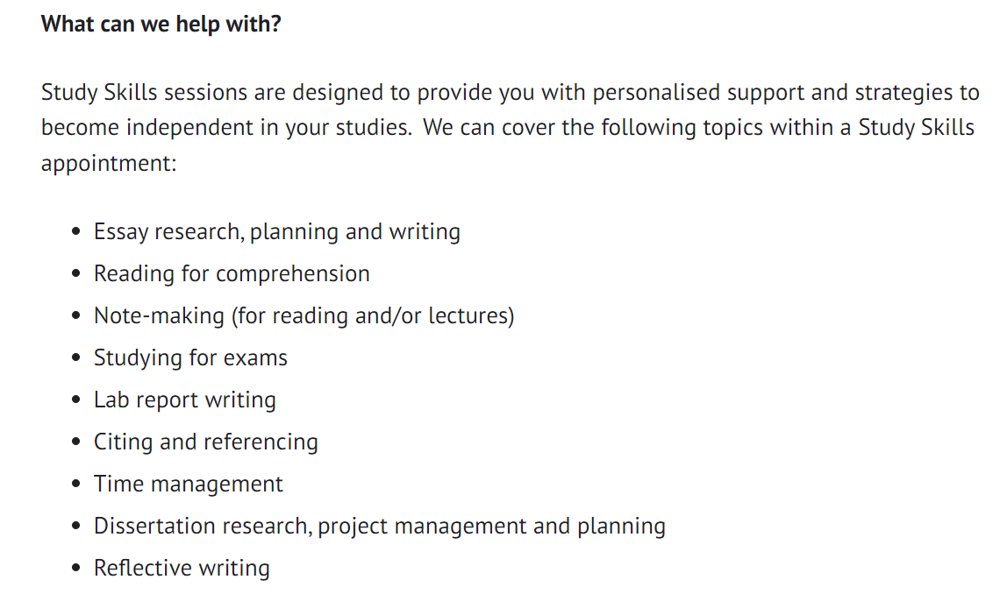 What can we help with?
Study Skills sessions are designed to provide you with personalised support and strategies to
become independent in your studies.  We can cover the following topics within a Study Skills
appointment:
• Essay research, planning and writing
• Reading for comprehension
• Note-making (for reading and/or lectures)
• Studying for exams
• Lab report writing
• Citing and referencing
• Time management
• Dissertation research, project management and planning
• Reflective writing